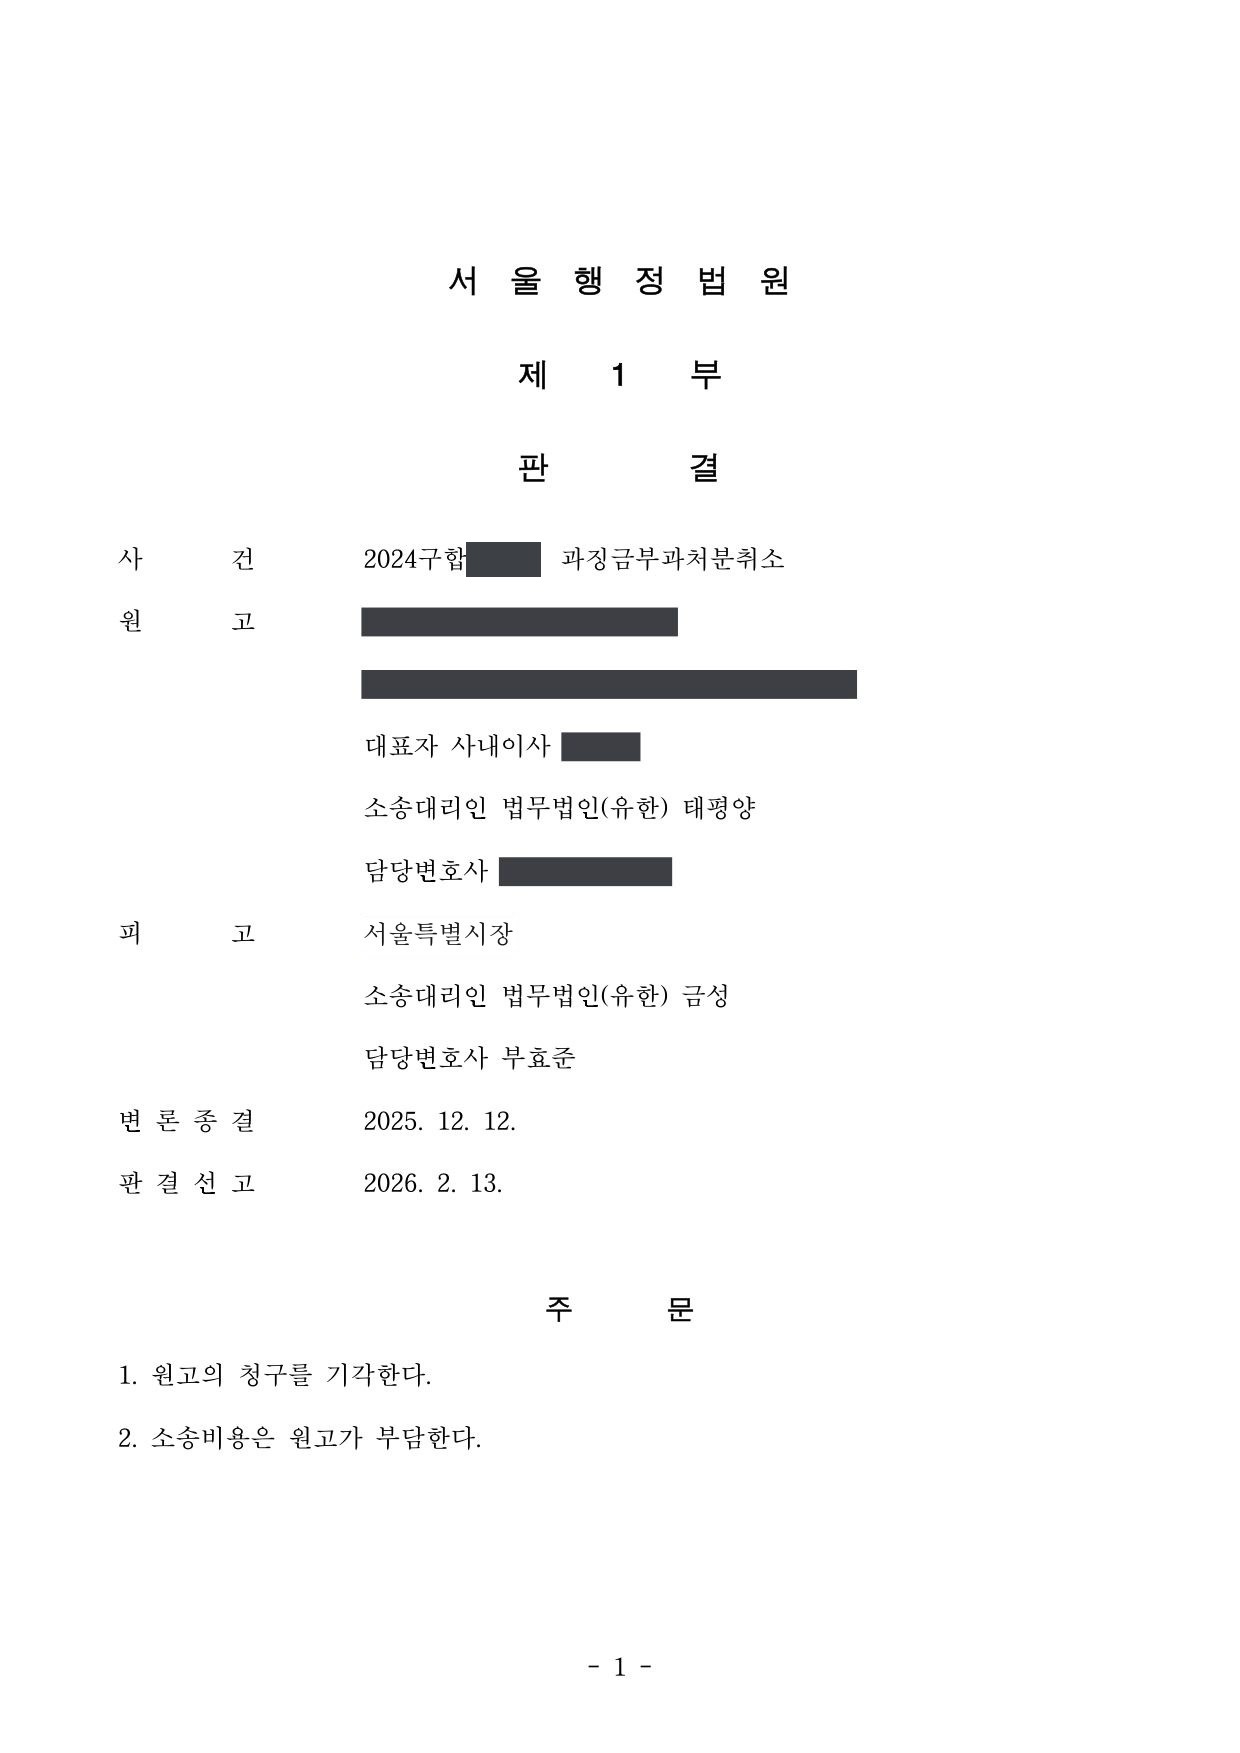 서 울 행 정 법 원
제 1 부
판 결
사 건 2024구합 과징금부과처분취소
원 고
대표자 사내이사
소송대리인 법무법인(유한) 태평양
담당변호사
피 고 서울특별시장
소송대리인 법무법인(유한) 금성
담당변호사 부효준
변 론 종 결 2025. 12. 12.
판 결 선 고 2026. 2. 13.
주 문
1. 원고의 청구를 기각한다.
2. 소송비용은 원고가 부담한다.
- 1 -